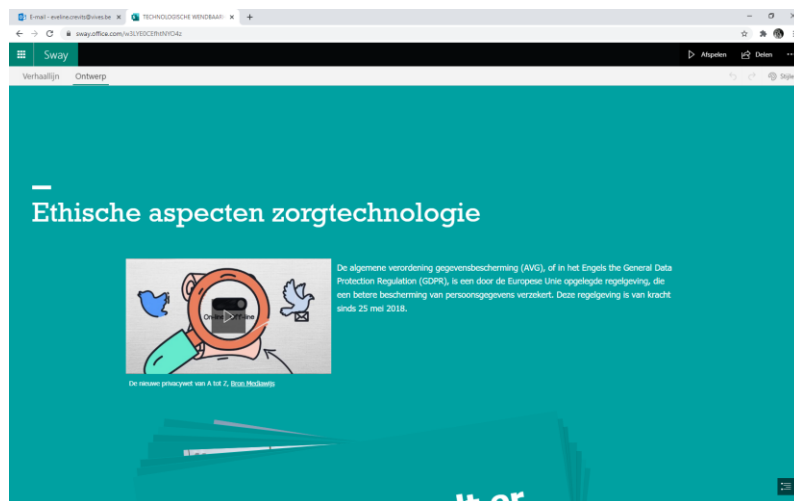 E-mail - eveline.crevits@vives.be
TECHNOLOGISCHE WENDBAAR
sway.office.com/w3LYE0CEfhtNYO4z
Sway
Afspelen
Delen
Verhaallijn
Ontwerp
Ethische aspecten zorgtechnologie
De algemene verordening gegevensbescherming (AVG), of in het Engels the General Data
Protection Regulation (GDPR), is een door de Europese Unie opgelegde regelgeving, die
een betere bescherming van persoonsgegevens verzekert. Deze regelgeving is van kracht
sinds 25 mei 2018.
De nieuwe privacywet van A tot Z, Bron Mediawijs